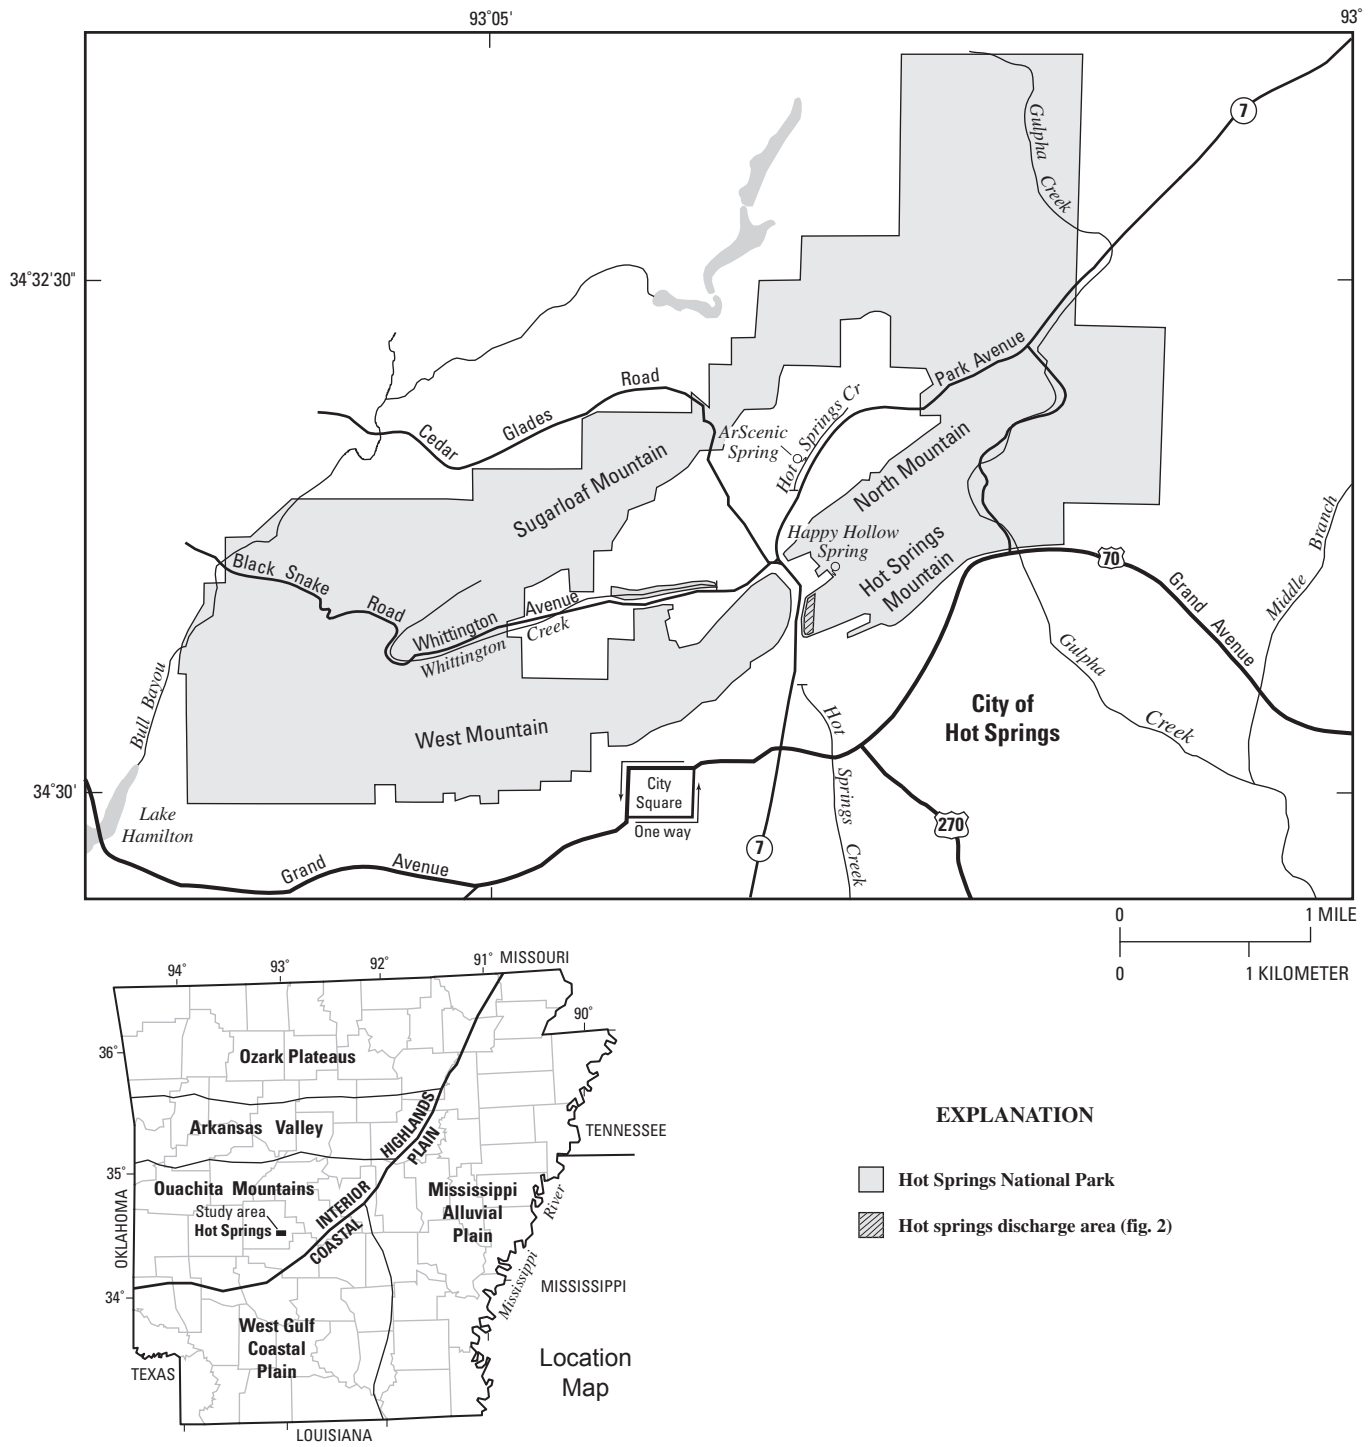 93°05'
93°
7
Gulpha
Creek
34°32'30"
Park Avenue
Road
Glades
Cedar
ArScenic
Spring
Hot Springs Cr
Sugarloaf Mountain
North Mountain
Happy Hollow
Spring
Hot Springs
Mountain
Black Snake
Road
70
Grand
Avenue
Middle
Branch
Whittington
Avenue
Whittington
Creek
Gulpha
Creek
Bull Bayou
West Mountain
City of
Hot Springs
Hot
Springs
Creek
34°30'
City
Square
One way
Lake
Hamilton
270
7
Grand
Avenue
0
1 MILE
0
1 KILOMETER
94°
93°
92°
91°
MISSOURI
90°
36°
Ozark Plateaus
Arkansas Valley
HIGHLANDS
PLAIN
TENNESSEE
35°
Ouachita Mountains
Study area
Hot Springs
INTERIOR
COASTAL
Mississippi
Alluvial
Plain
OKLAHOMA
Mississippi
River
34°
MISSISSIPPI
West Gulf
Coastal
Plain
TEXAS
LOUISIANA
Location
Map
EXPLANATION
Hot Springs National Park
Hot springs discharge area (fig. 2)